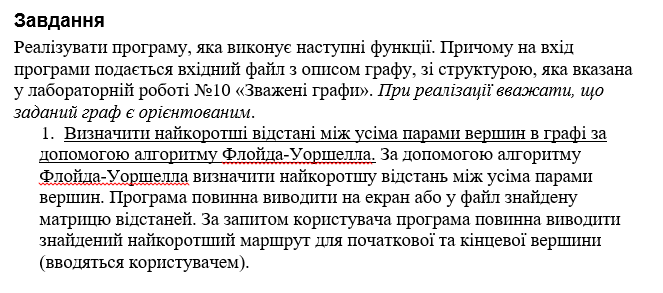 Завдання
Реалізувати програму, яка виконує наступні функції. Причому на вхід
програми подається вхідний файл з описом графу, зі структурою, яка вказана
у лабораторній роботі №10 «Зважені графи». При реалізації вважати, що
заданий граф є орієнтованим.
1. Визначити найкоротші відстані між усіма парами вершин в графі за
допомогою алгоритму Флойда-Уоршелла. За допомогою алгоритму
Флойда-Уоршелла визначити найкоротшу відстань між усіма парами
вершин. Програма повинна виводити на екран або у файл знайдену
матрицю відстаней. За запитом користувача програма повинна виводити
знайдений найкоротший маршрут для початкової та кінцевої вершини
(вводяться користувачем).